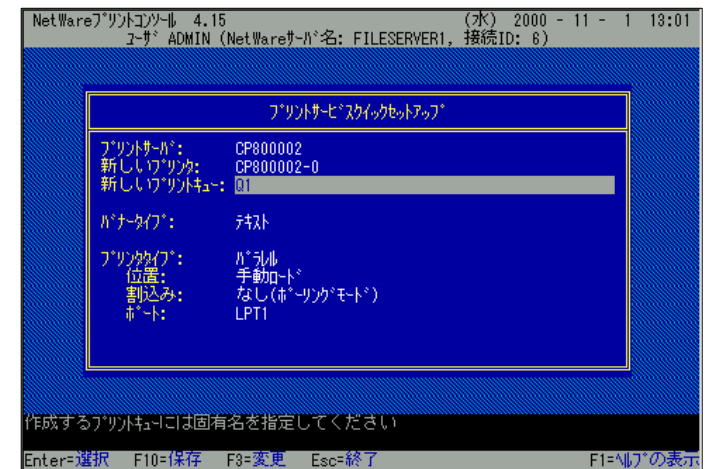 NetWareﾌﾟﾘﾝﾄｺﾝｿｰﾙ 4.15 (水) 2000 - 11 - 1 13:01
ﾕｰｻﾞ ADMIN (NetWareｻｰﾊﾞ名: FILESERVER1, 接続ID: 6)
ﾌﾟﾘﾝﾄｻｰﾋﾞｽｸｲｯｸｾｯﾄｱｯﾌﾟ
ﾌﾟﾘﾝﾄｻｰﾊﾞ: CP800002
新しいﾌﾟﾘﾝﾀ: CP800002-0
新しいﾌﾟﾘﾝﾄｷｭｰ: Q1
ﾊﾞﾅｰﾀｲﾌﾟ: ﾃｷｽﾄ
ﾌﾟﾘﾝﾀﾀｲﾌﾟ: ﾊﾟﾗﾚﾙ
位置: 手動ﾛｰﾄﾞ
割込み: なし(ﾎﾟｰﾘﾝｸﾞﾓｰﾄﾞ)
ﾎﾟｰﾄ: LPT1
作成するﾌﾟﾘﾝﾄｷｭｰには固有名を指定してください
Enter=選択 F10=保存 F3=変更 Esc=終了 F1=ﾍﾙﾌﾟの表示